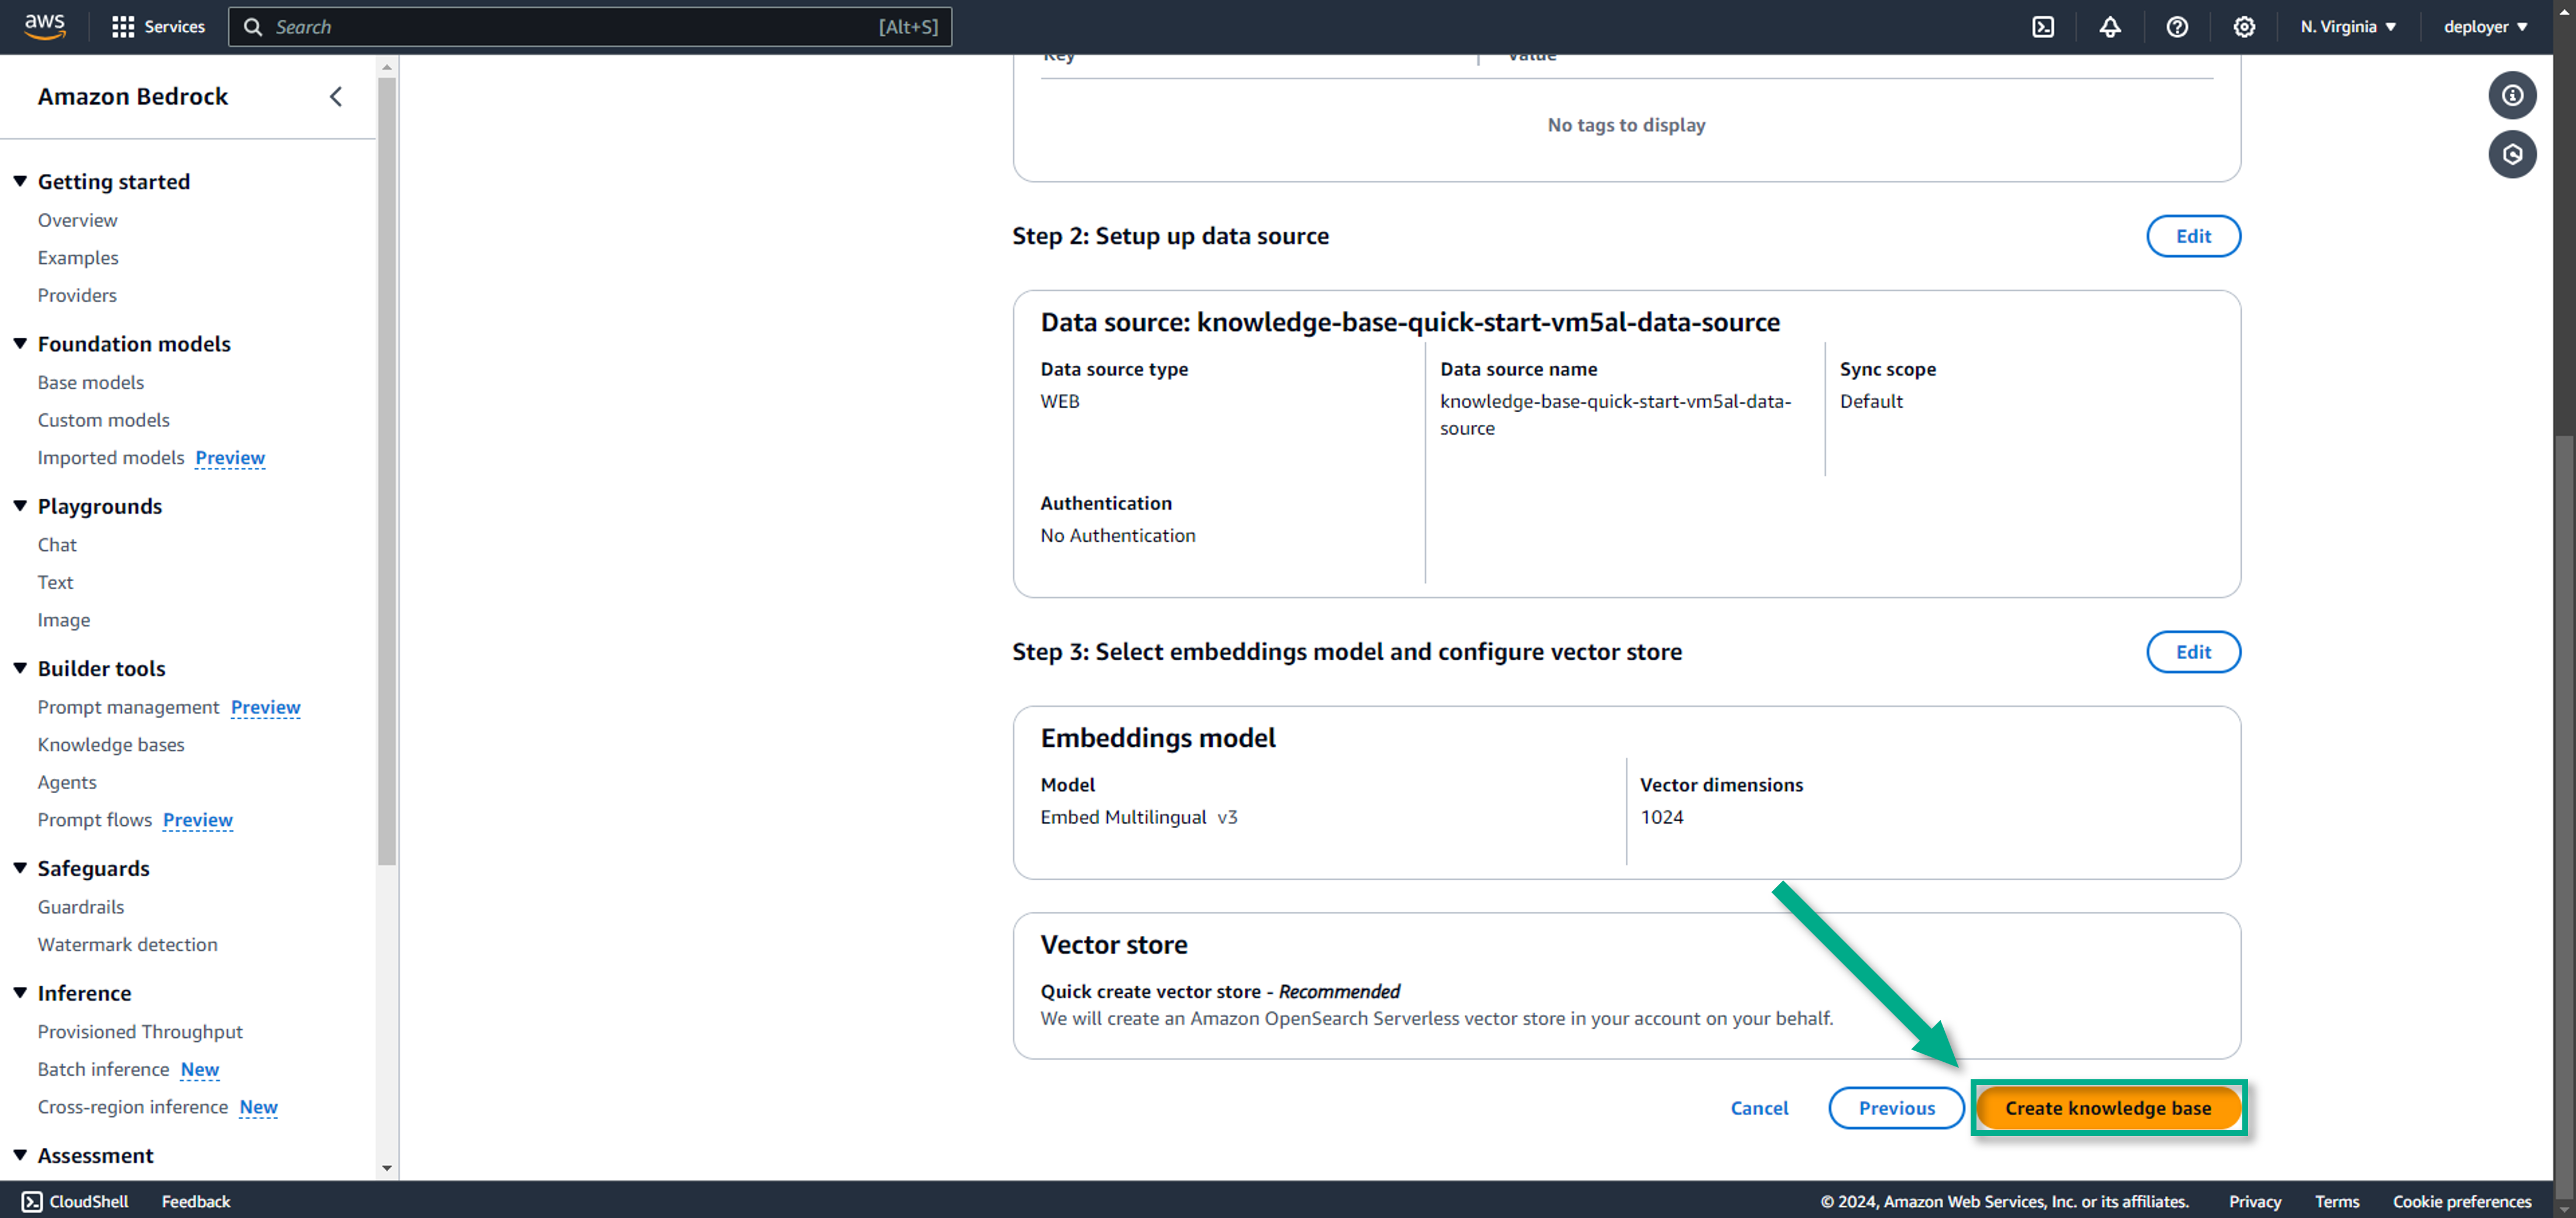 aws
Services
Search
[Alt+S]
N. Virginia
deployer
Amazon Bedrock
Getting started
Overview
Examples
Providers
Foundation models
Base models
Custom models
Imported models Preview
Playgrounds
Chat
Text
Image
Builder tools
Prompt management Preview
Knowledge bases
Agents
Prompt flows Preview
Safeguards
Guardrails
Watermark detection
Inference
Provisioned Throughput
Batch inference New
Cross-region inference New
Assessment
Key
Value
No tags to display
Step 2: Setup up data source
Edit
Data source: knowledge-base-quick-start-vm5al-data-source
Data source type
WEB
Data source name
knowledge-base-quick-start-vm5al-data-
source
Sync scope
Default
Authentication
No Authentication
Step 3: Select embeddings model and configure vector store
Edit
Embeddings model
Model
Embed Multilingual v3
Vector dimensions
1024
Vector store
Quick create vector store - Recommended
We will create an Amazon OpenSearch Serverless vector store in your account on your behalf.
Cancel
Previous
Create knowledge base
CloudShell
Feedback
© 2024, Amazon Web Services, Inc. or its affiliates.
Privacy
Terms
Cookie preferences